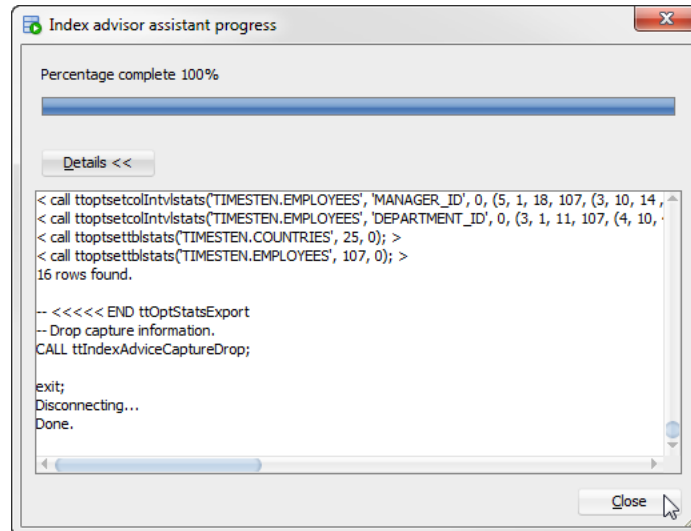 Index advisor assistant progress
Percentage complete 100%
Details <<
< call ttoptsetcolIntvlstats('TIMESTEN.EMPLOYEES', 'MANAGER_ID', 0, (5, 1, 18, 107, (3, 10, 14 ,
< call ttoptsetcolIntvlstats('TIMESTEN.EMPLOYEES', 'DEPARTMENT_ID', 0, (3, 1, 11, 107, (4, 10,
< call ttoptsettblstats('TIMESTEN.COUNTRIES', 25, 0); >
< call ttoptsettblstats('TIMESTEN.EMPLOYEES', 107, 0); >
16 rows found.
-- <<<<< END ttOptStatsExport
-- Drop capture information.
CALL ttIndexAdviceCaptureDrop;
exit;
Disconnecting...
Done.
Close